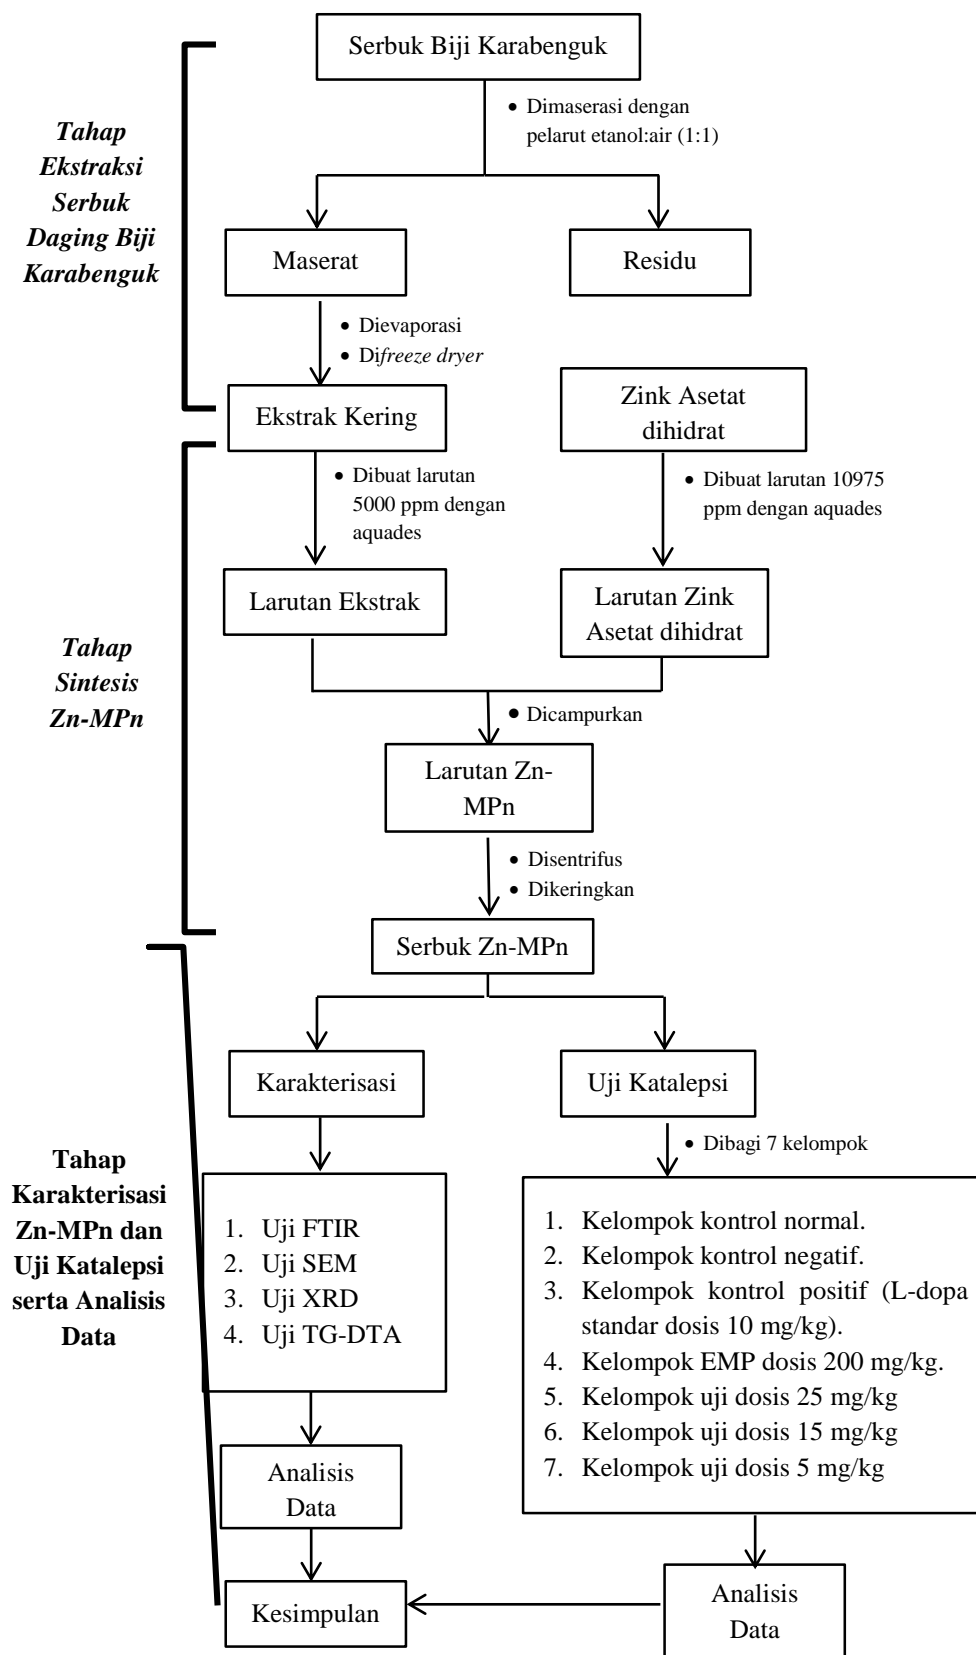 Serbuk Biji Karabenguk
• Dimaserasi dengan
pelarut etanol:air (1:1)
Tahap
Ekstraksi
Serbuk
Daging Biji
Karabenguk
Maserat
Residu
• Dievaporasi
• Difreeze dryer
Ekstrak Kering
Zink Asetat
dihidrat
• Dibuat larutan
5000 ppm dengan
aquades
• Dibuat larutan 10975
ppm dengan aquades
Larutan Ekstrak
Larutan Zink
Asetat dihidrat
Tahap
Sintesis
Zn-MPn
• Dicampurkan
Larutan Zn-
MPn
• Disentrifus
• Dikeringkan
Serbuk Zn-MPn
Karakterisasi
Uji Katalepsi
• Dibagi 7 kelompok
Tahap
Karakterisasi
Zn-MPn dan
Uji Katalepsi
serta Analisis
Data
1. Uji FTIR
2. Uji SEM
3. Uji XRD
4. Uji TG-DTA
1. Kelompok kontrol normal.
2. Kelompok kontrol negatif.
3. Kelompok kontrol positif (L-dopa
standar dosis 10 mg/kg).
4. Kelompok EMP dosis 200 mg/kg.
5. Kelompok uji dosis 25 mg/kg
6. Kelompok uji dosis 15 mg/kg
7. Kelompok uji dosis 5 mg/kg
Analisis
Data
Kesimpulan
Analisis
Data